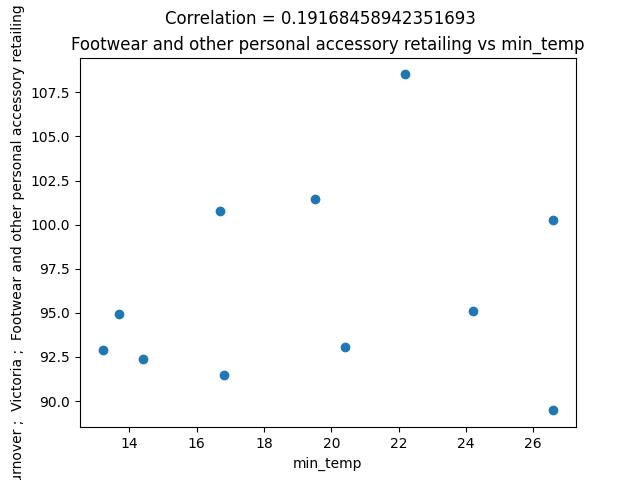 Correlation = 0.19168458942351693
Footwear and other personal accessory retailing vs min_temp
; Victoria ; Footwear and other personal accessory retailing
107.5
105.0
102.5
100.0
97.5
95.0
92.5
90.0
14 16 18 20 22 24 26
min_temp